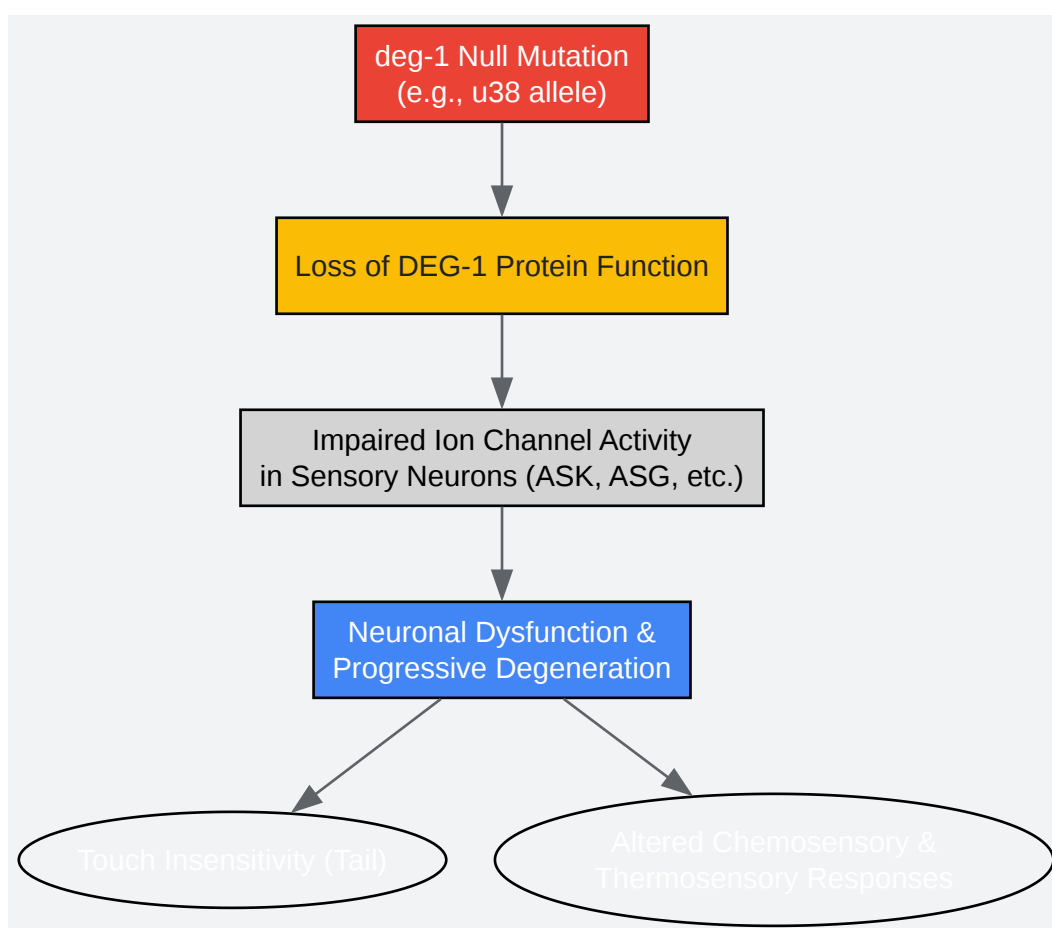 deg-1 Null Mutation
(e.g., u38 allele)
Loss of DEG-1 Protein Function
Impaired Ion Channel Activity
in Sensory Neurons (ASK, ASG, etc.)
Neuronal Dysfunction &
Progressive Degeneration
Touch Insensitivity (Tail)
Altered Chemosensory &
Thermosensory Responses